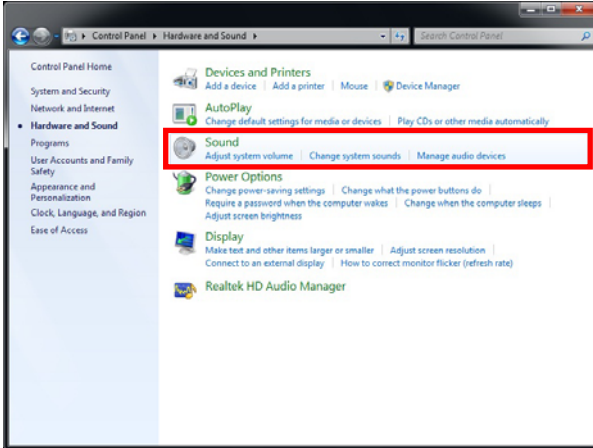 Control Panel Hardware and Sound Search Control Panel
Control Panel Home
System and Security
Network and Internet
Hardware and Sound
Programs
User Accounts and Family
Safety
Appearance and
Personalization
Clock, Language, and Region
Ease of Access
Devices and Printers
Add a device Add a printer Mouse Device Manager
AutoPlay
Change default settings for media or devices Play CDs or other media automatically
Sound
Adjust system volume Change system sounds Manage audio devices
Power Options
Change power-saving settings Change what the power buttons do
Require a password when the computer wakes Change when the computer sleeps
Adjust screen brightness
Display
Make text and other items larger or smaller Adjust screen resolution
Connect to an external display How to correct monitor flicker (refresh rate)
Realtek HD Audio Manager